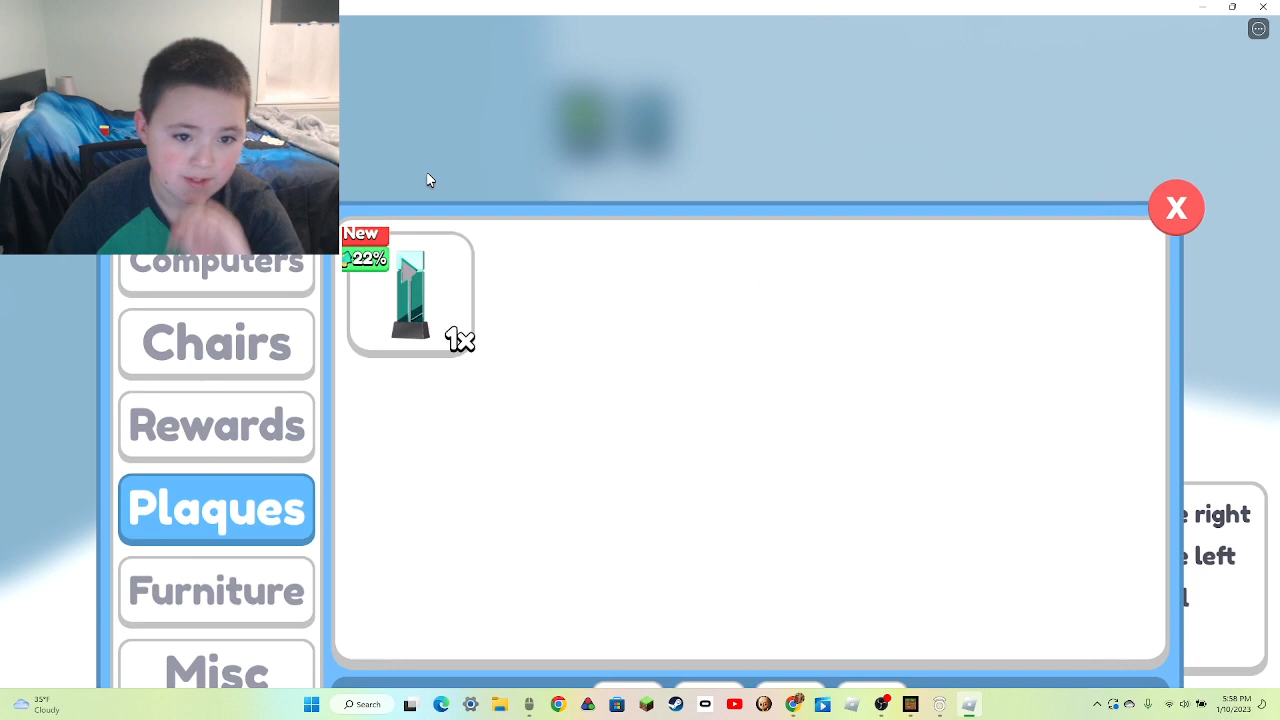 New
22%
1x
Computers
Chairs
Rewards
Plaques
Furniture
Misc
X
right
left
35°F
Cloudy
Search
5:58 PM
1/10/2023